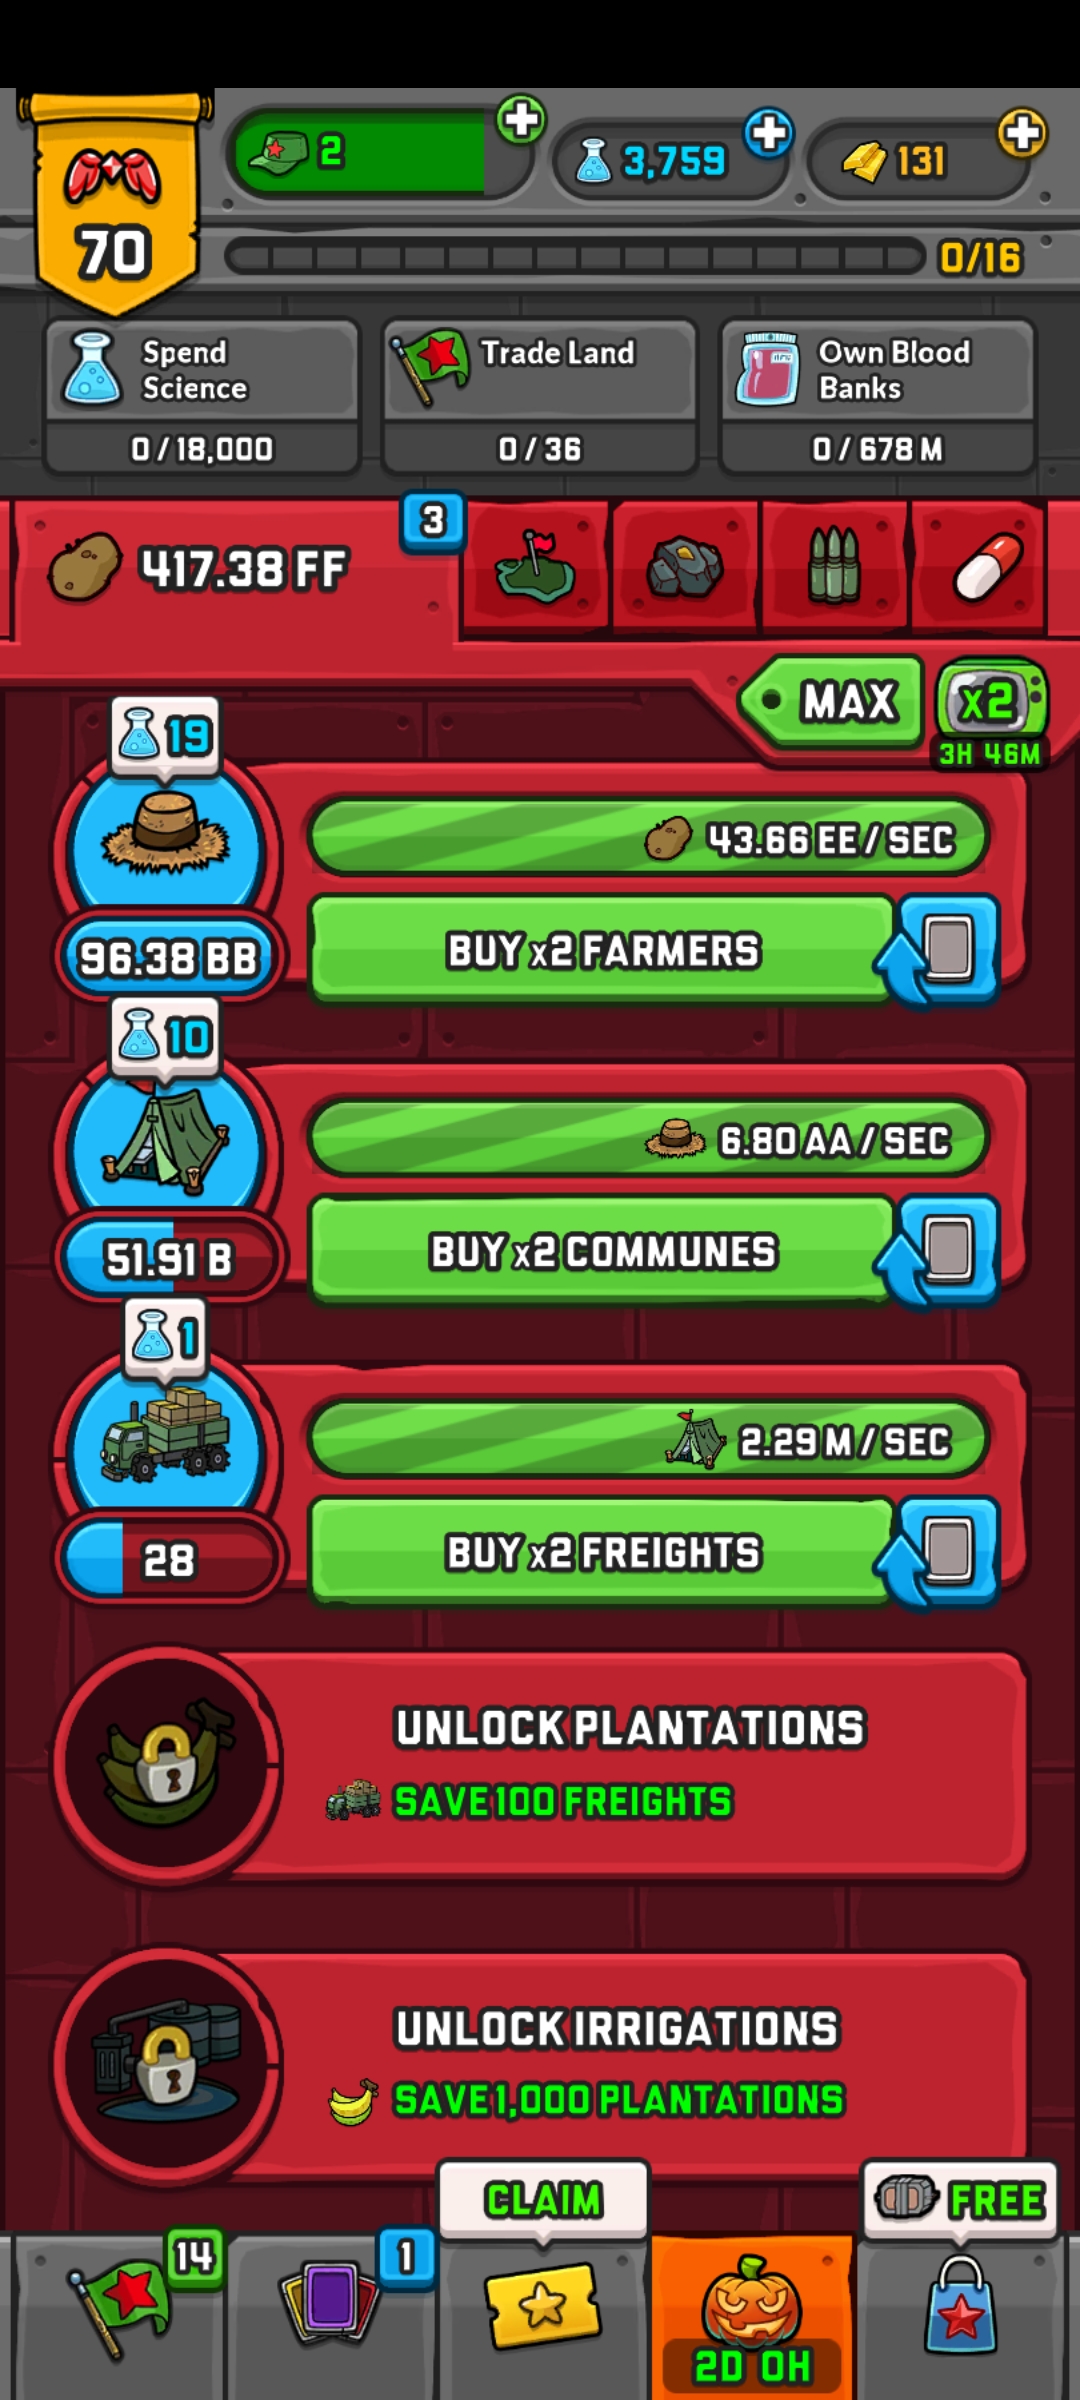 2
3,759
131
70
0/16
Spend
Science
0/18,000
Trade Land
0/36
Own Blood
Banks
0/678 M
417.38 FF
3
MAX
x2
3H 46M
19
43.66 EE/SEC
96.38 BB
BUY x2 FARMERS
10
6.80 AA/SEC
51.91 B
BUY x2 COMMUNES
1
2.29 M/SEC
28
BUY x2 FREIGHTS
UNLOCK PLANTATIONS
SAVE 100 FREIGHTS
UNLOCK IRRIGATIONS
SAVE 1,000 PLANTATIONS
CLAIM
FREE
14
1
2D 0H